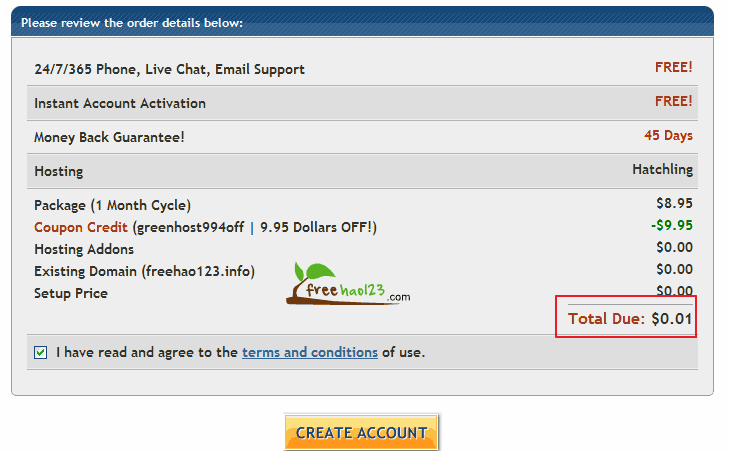 Please review the order details below:
24/7/365 Phone, Live Chat, Email Support FREE!
Instant Account Activation FREE!
Money Back Guarantee! 45 Days
Hosting Hatchling
Package (1 Month Cycle) $8.95
Coupon Credit (greenhost994off | 9.95 Dollars OFF!) -$9.95
Hosting Addons $0.00
Existing Domain (freehao123.info) $0.00
Setup Price $0.00
freehao123.com
Total Due: $0.01
I have read and agree to the terms and conditions of use.
CREATE ACCOUNT